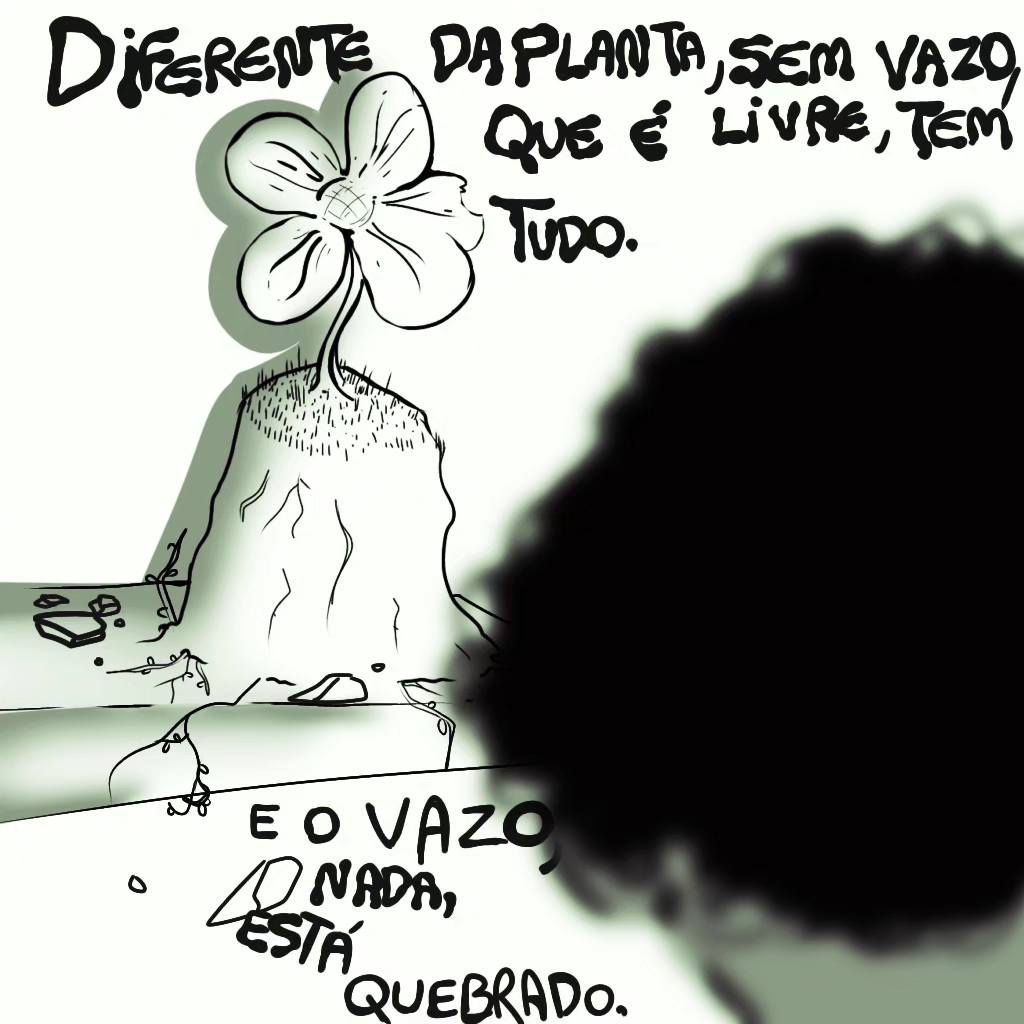 DIFERENTE DA PLANTA, SEM VAZO,
QUE É LIVRE, TEM
TUDO.
E O VAZO,
NADA,
ESTÁ
QUEBRADO.